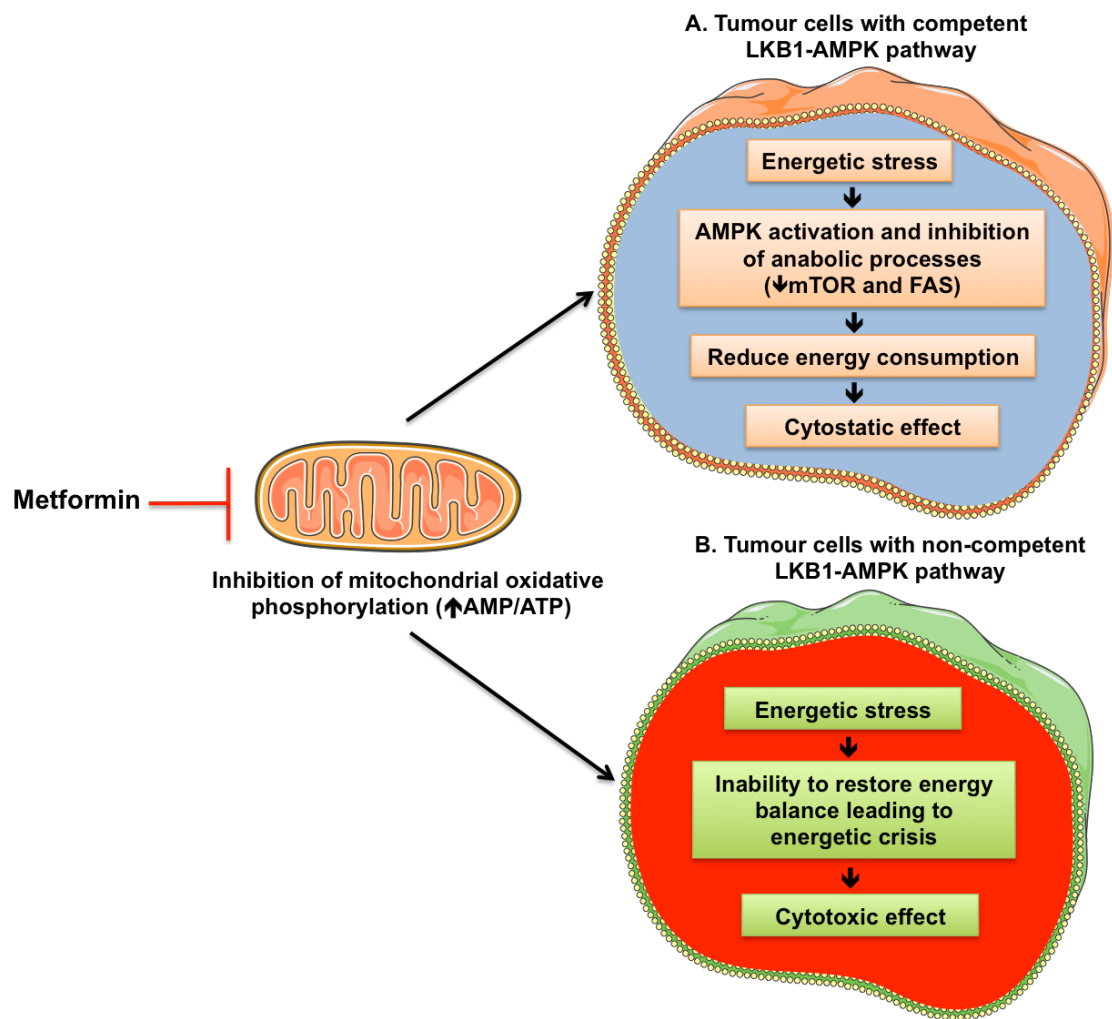 A. Tumour cells with competent
LKB1-AMPK pathway
Energetic stress
AMPK activation and inhibition
of anabolic processes
(↓mTOR and FAS)
Reduce energy consumption
Cytostatic effect
Metformin
Inhibition of mitochondrial oxidative
phosphorylation (↑AMP/ATP)
B. Tumour cells with non-competent
LKB1-AMPK pathway
Energetic stress
Inability to restore energy
balance leading to
energetic crisis
Cytotoxic effect